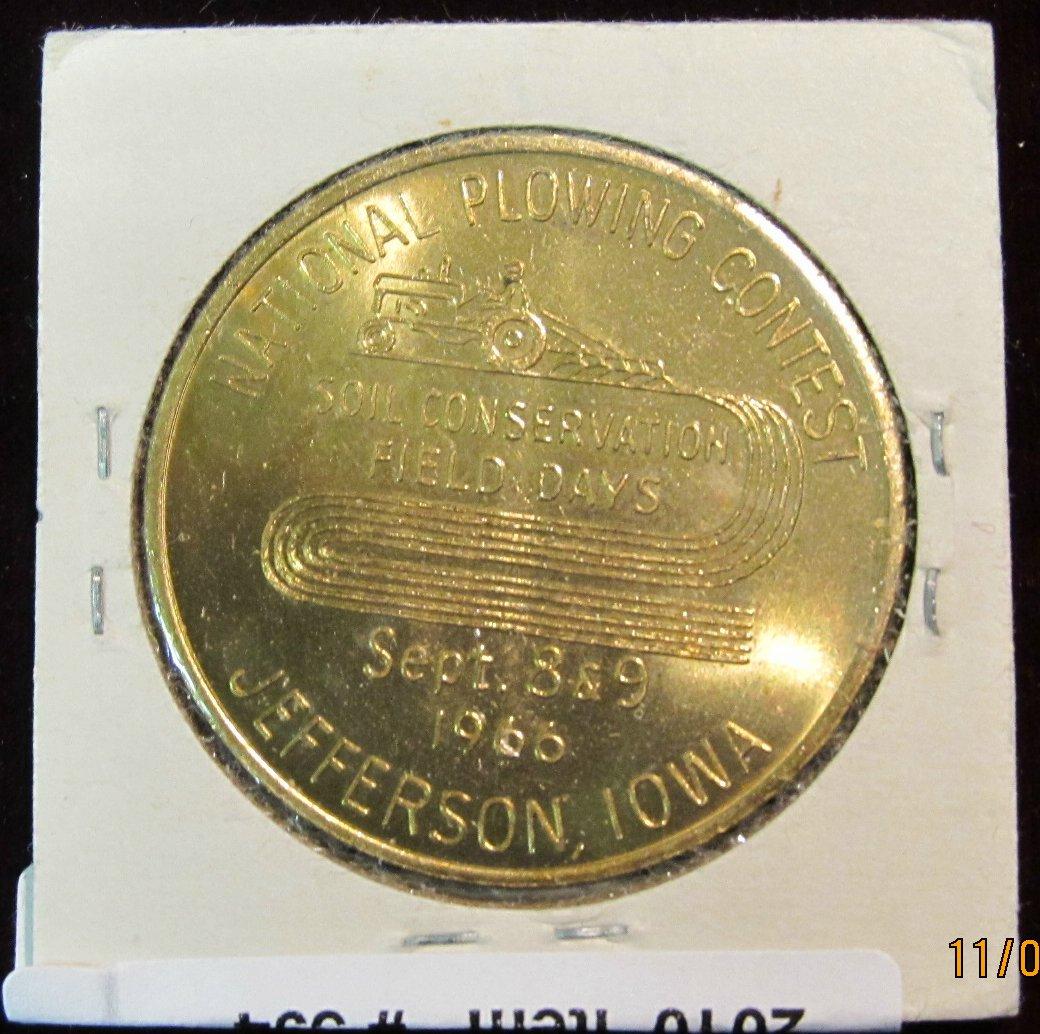 NATIONAL PLOWING CONTEST
SOIL CONSERVATION
FIELD DAYS
Sept. 8 & 9
1966
JEFFERSON, IOWA
11/0